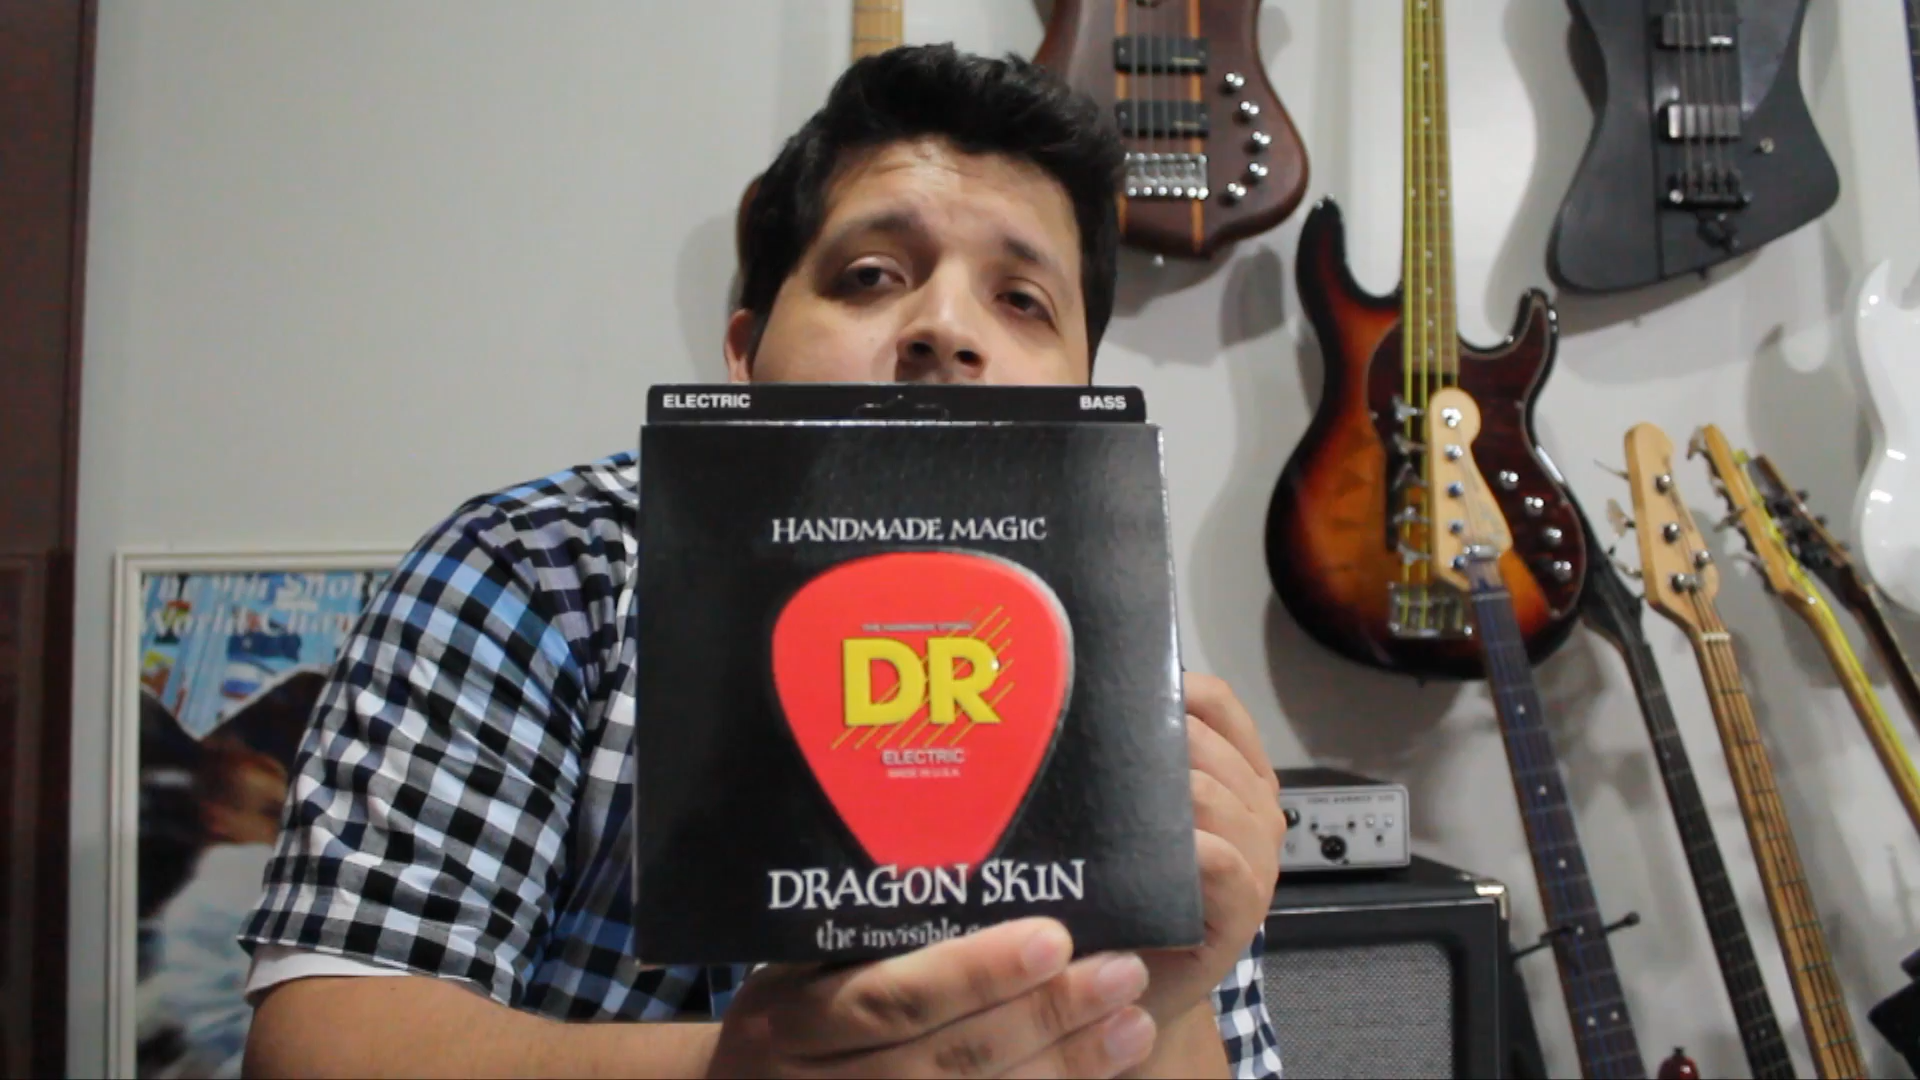 ELECTRIC BASS
HANDMADE MAGIC
DR
ELECTRIC
MADE IN U.S.A.
DRAGON SKIN
the invisible